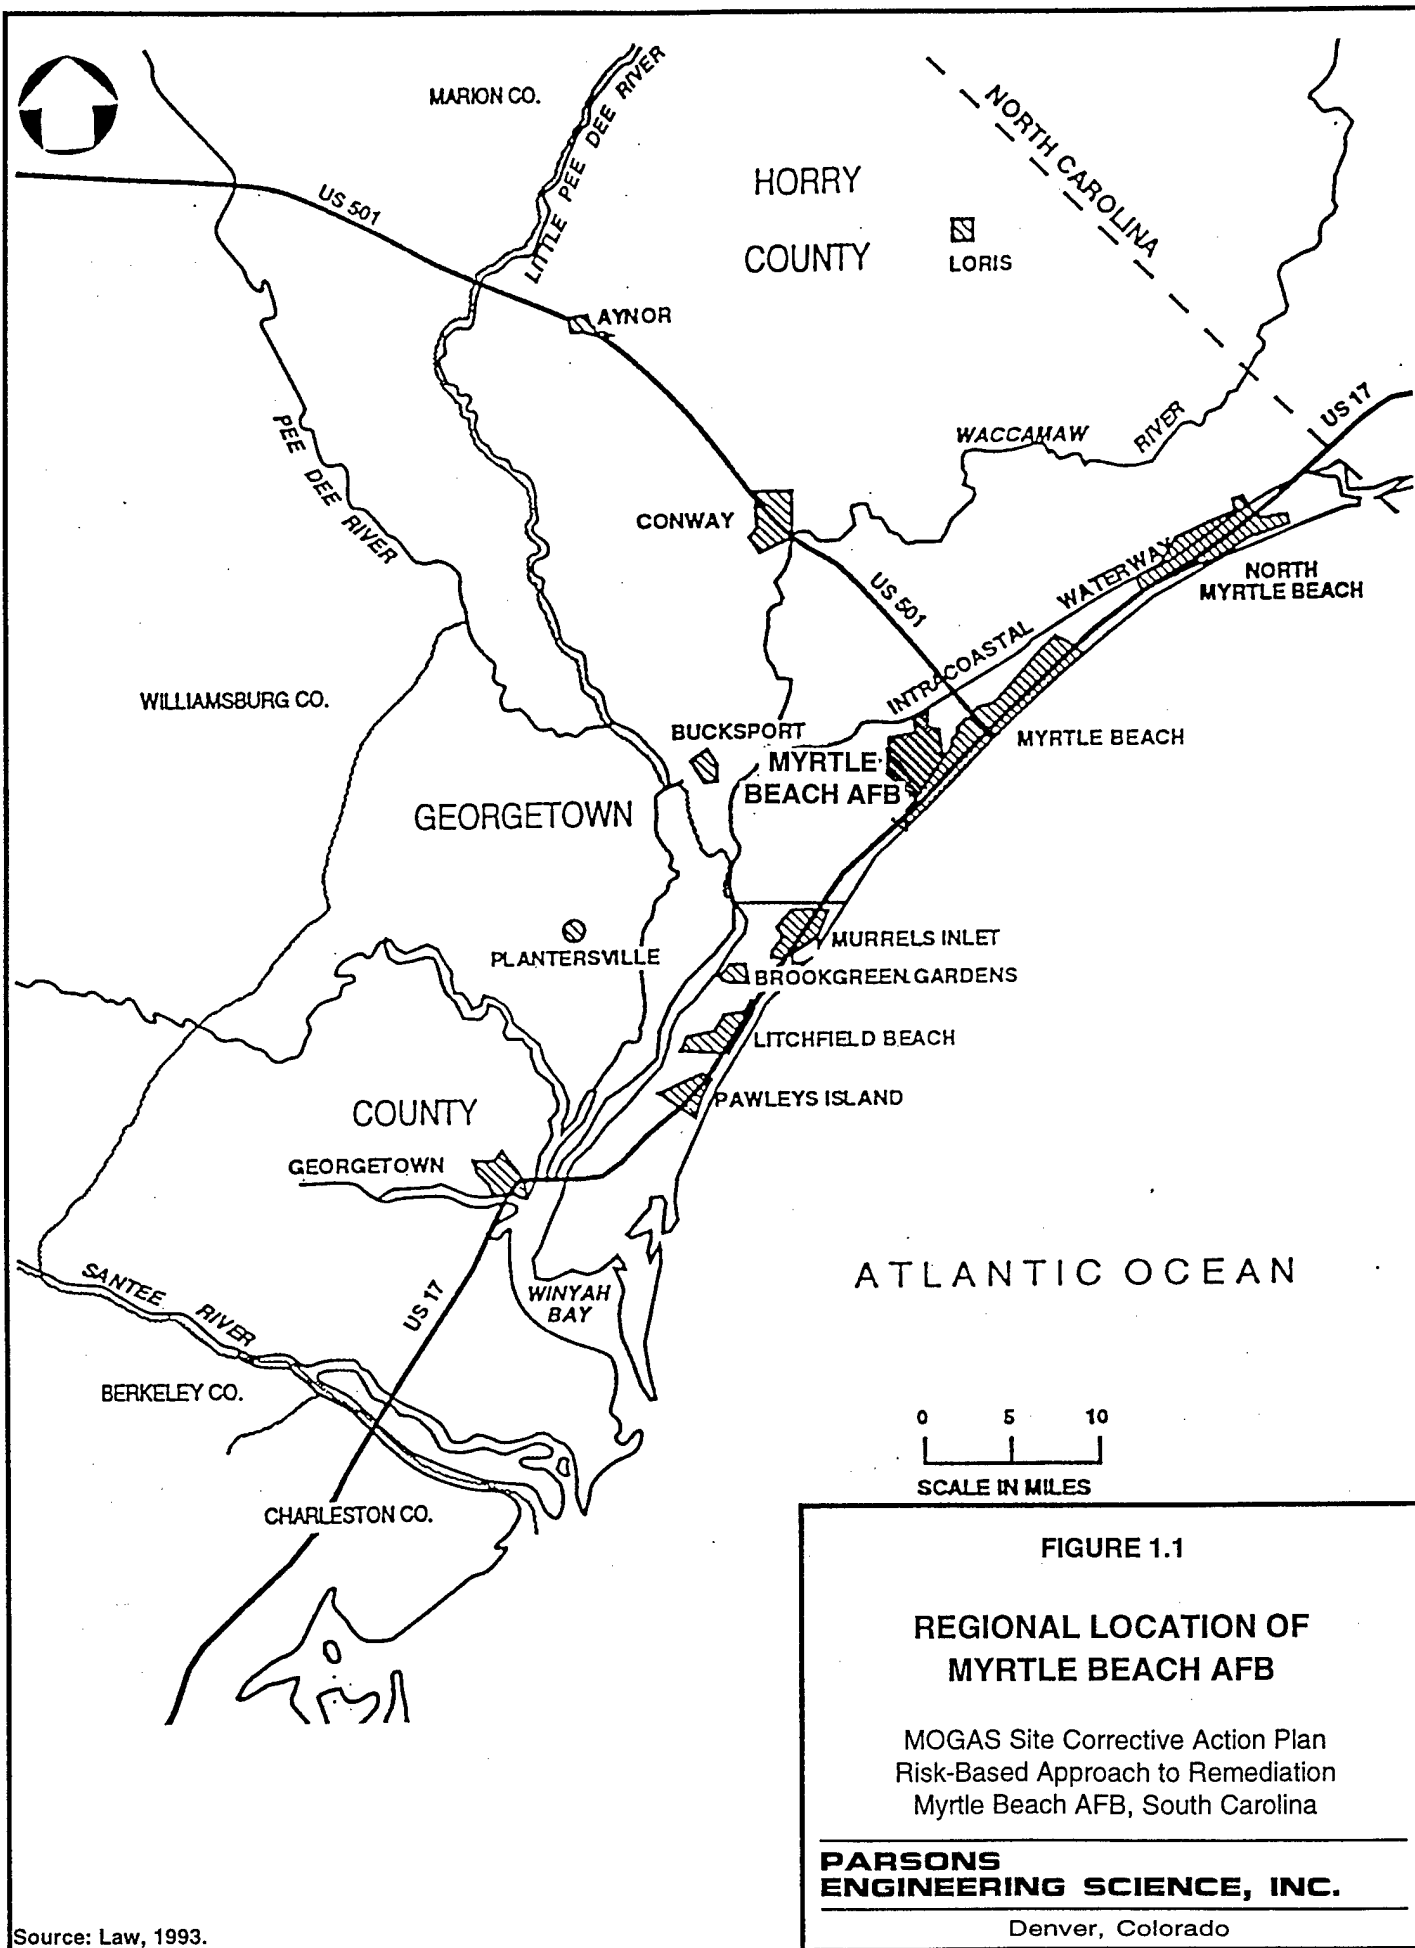 MARION CO.
LITTLE PEE DEE RIVER
NORTH CAROLINA
HORRY
COUNTY
US 501
LORIS
AYNOR
US 17
PEE DEE RIVER
WACCAMAW RIVER
CONWAY
US 501
INTRACOASTAL WATERWAY
NORTH
MYRTLE BEACH
WILLIAMSBURG CO.
BUCKSPORT
MYRTLE BEACH
MYRTLE
BEACH AFB
GEORGETOWN
MURRELS INLET
PLANTERSVILLE
BROOKGREEN GARDENS
LITCHFIELD BEACH
PAWLEYS ISLAND
COUNTY
GEORGETOWN
ATLANTIC OCEAN
SANTEE RIVER
US 17
WINYAH
BAY
BERKELEY CO.
0 5 10
SCALE IN MILES
CHARLESTON CO.
FIGURE 1.1
REGIONAL LOCATION OF
MYRTLE BEACH AFB
MOGAS Site Corrective Action Plan
Risk-Based Approach to Remediation
Myrtle Beach AFB, South Carolina
PARSONS
ENGINEERING SCIENCE, INC.
Denver, Colorado
Source: Law, 1993.